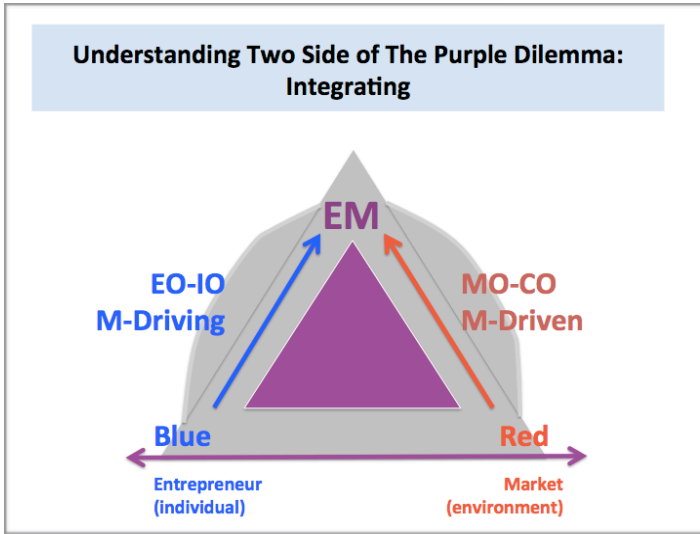 Understanding Two Side of The Purple Dilemma:
Integrating
EM
EO-IO
M-Driving
MO-CO
M-Driven
Blue
Red
Entrepreneur
(individual)
Market
(environment)